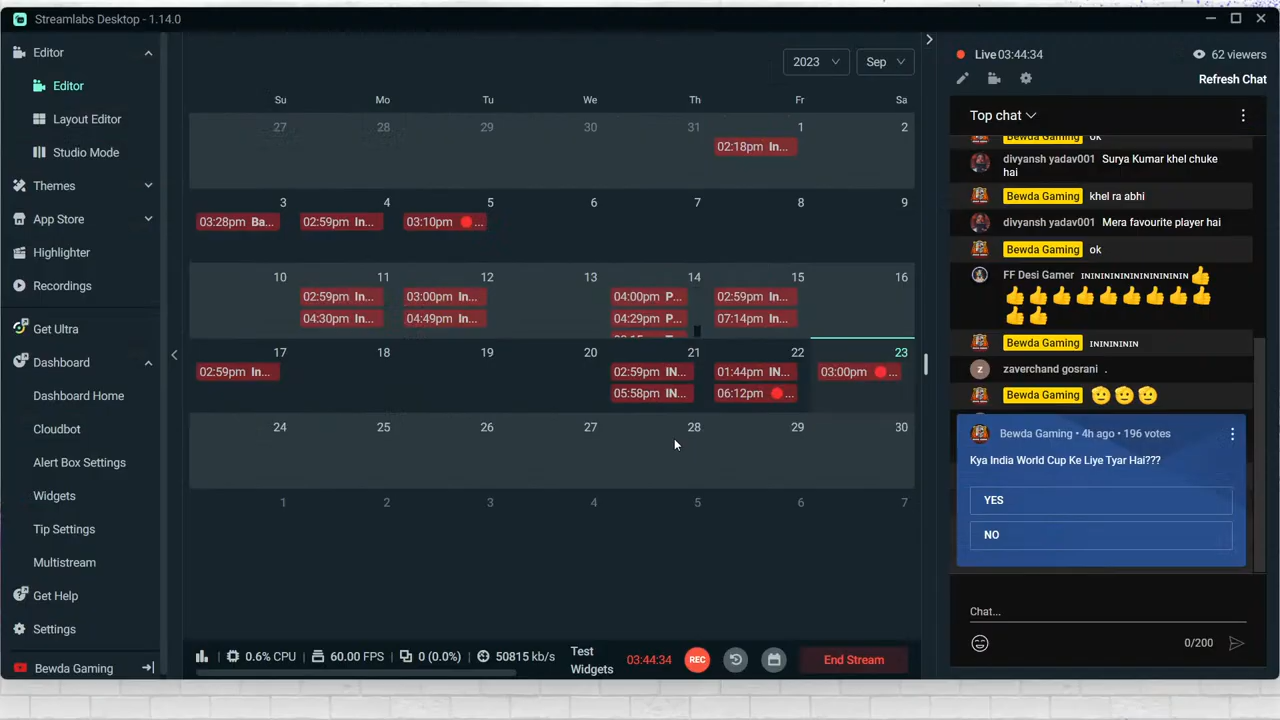 Streamlabs Desktop - 1.14.0
Editor
Editor
Layout Editor
Studio Mode
Themes
App Store
Highlighter
Recordings
Get Ultra
Dashboard
Dashboard Home
Cloudbot
Alert Box Settings
Widgets
Tip Settings
Multistream
Get Help
Settings
Bewda Gaming
2023
Sep
Su Mo Tu We Th Fr Sa
27 28 29 30 31 1 2
02:18pm In...
3 4 5 6 7 8 9
03:28pm Ba... 02:59pm In... 03:10pm ...
10 11 12 13 14 15 16
02:59pm In... 03:00pm In... 04:00pm P... 02:59pm In...
04:30pm In... 04:49pm In... 04:29pm P... 07:14pm In...
17 18 19 20 21 22 23
02:59pm In... 02:59pm IN... 01:44pm IN... 03:00pm ...
05:58pm IN... 06:12pm ...
24 25 26 27 28 29 30
1 2 3 4 5 6 7
0.6% CPU 60.00 FPS 0 (0.0%) 50815 kb/s Test Widgets 03:44:34 REC End Stream
Live 03:44:34 62 viewers
Refresh Chat
Top chat
Bewda Gaming ok
divyansh yadav001 Surya Kumar khel chuke
hai
Bewda Gaming khel ra abhi
divyansh yadav001 Mera favourite player hai
Bewda Gaming ok
FF Desi Gamer ɪɴɪɴɪɴɪɴɪɴɪɴɪɴɪɴɪɴ 👍
👍👍👍👍👍👍👍👍👍
👍👍
Bewda Gaming ɪɴɪɴɪɴɪɴ
zaverchand gosrani .
Bewda Gaming 🫡🫡🫡
Bewda Gaming • 4h ago • 196 votes
Kya India World Cup Ke Liye Tyar Hai???
YES
NO
Chat...
0/200